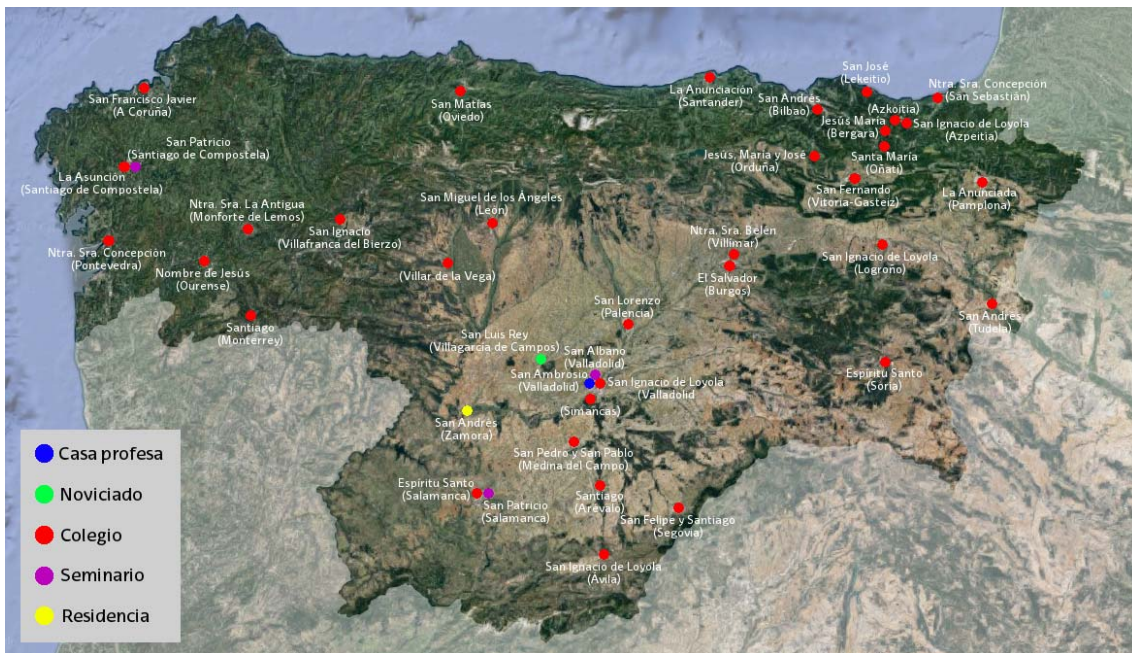 San Francisco Javier
(A Coruña)
San Matías
(Oviedo)
La Anunciación
(Santander)
San José
(Lekeitio)
Ntra. Sra. Concepción
(San Sebastián)
San Andrés
(Bilbao)
(Azkoitia)
Jesús María
(Bergara)
San Ignacio de Loyola
(Azpeitia)
San Patricio
(Santiago de Compostela)
La Asunción
(Santiago de Compostela)
Jesús, María y José
(Orduña)
Santa María
(Oñati)
San Fernando
(Vitoria-Gasteiz)
La Anunciada
(Pamplona)
Ntra. Sra. La Antigua
(Monforte de Lemos)
San Ignacio
(Villafranca del Bierzo)
San Miguel de los Ángeles
(León)
Ntra. Sra. Belén
(Villimar)
El Salvador
(Burgos)
San Ignacio de Loyola
(Logroño)
Ntra. Sra. Concepción
(Pontevedra)
Nombre de Jesús
(Ourense)
(Villar de la Vega)
Santiago
(Monterrey)
San Lorenzo
(Palencia)
San Andrés
(Tudela)
San Luis Rey
(Villagarcía de Campos)
San Albano
(Valladolid)
San Ambrosio
(Valladolid)
San Ignacio de Loyola
(Valladolid
(Simancas)
Espíritu Santo
(Soria)
San Andrés
(Zamora)
San Pedro y San Pablo
(Medina del Campo)
Espíritu Santo
(Salamanca)
San Patricio
(Salamanca)
Santiago
(Arévalo)
San Felipe y Santiago
(Segovia)
San Ignacio de Loyola
(Ávila)
Casa profesa
Noviciado
Colegio
Seminario
Residencia